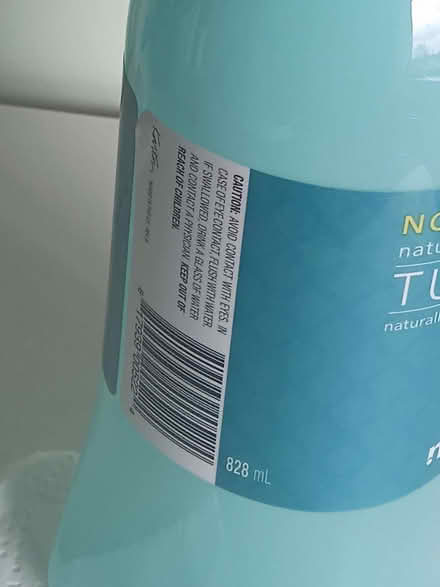 CAUTION: AVOID CONTACT WITH EYES. IN
CASE OF EYE CONTACT, FLUSH WITH WATER.
IF SWALLOWED, DRINK A GLASS OF WATER
AND CONTACT A PHYSICIAN. KEEP OUT OF
REACH OF CHILDREN.
828 mL
NO
natu
TU
naturall